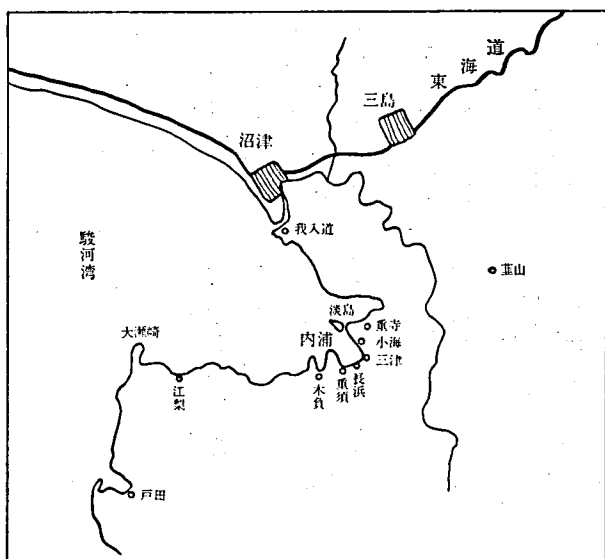 東海道
三島
沼津
我入道
駿河湾
韮山
淡島
重寺
大瀬崎
内浦
小海
三津
長浜
重須
木負
江梨
戸田